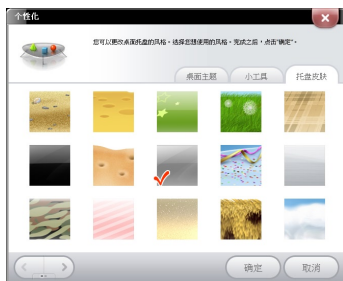 个性化
您可以更改桌面托盘的风格。选择您想使用的风格。完成之后，点击"确定"。
桌面主题 小工具 托盘皮肤
确定 取消